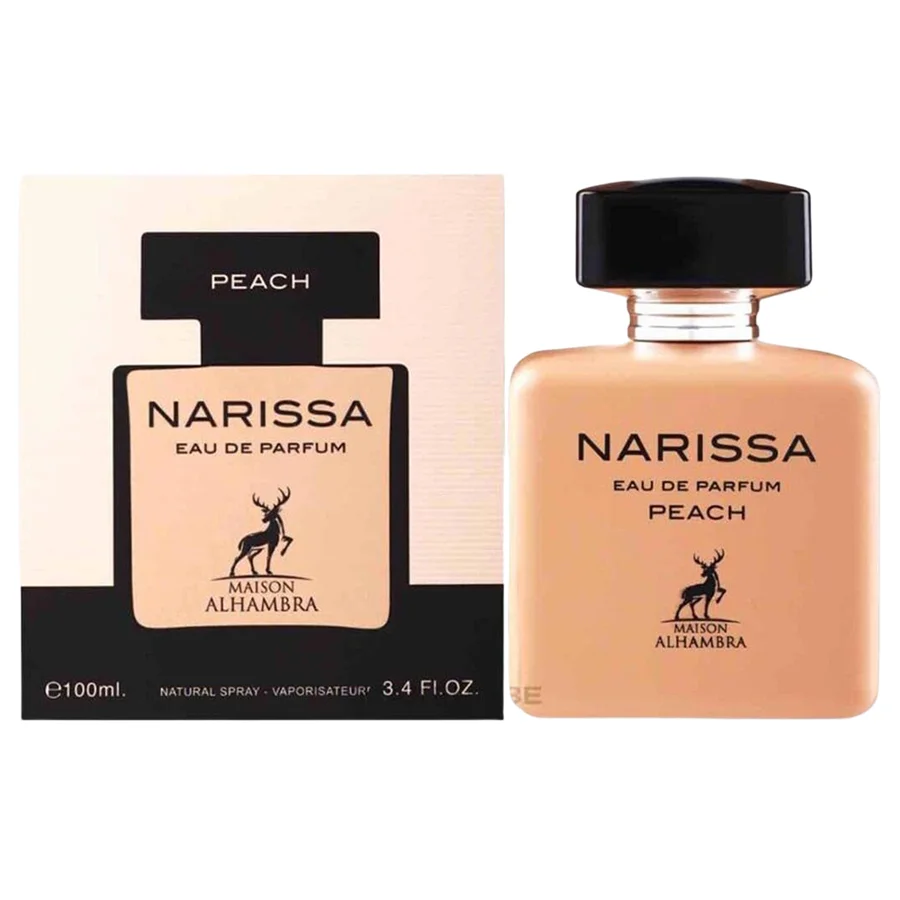 PEACH
NARISSA
EAU DE PARFUM
MAISON
ALHAMBRA
℮100ml.
NATURAL SPRAY - VAPORISATEUR
3.4 Fl.OZ.
NARISSA
EAU DE PARFUM
PEACH
MAISON
ALHAMBRA